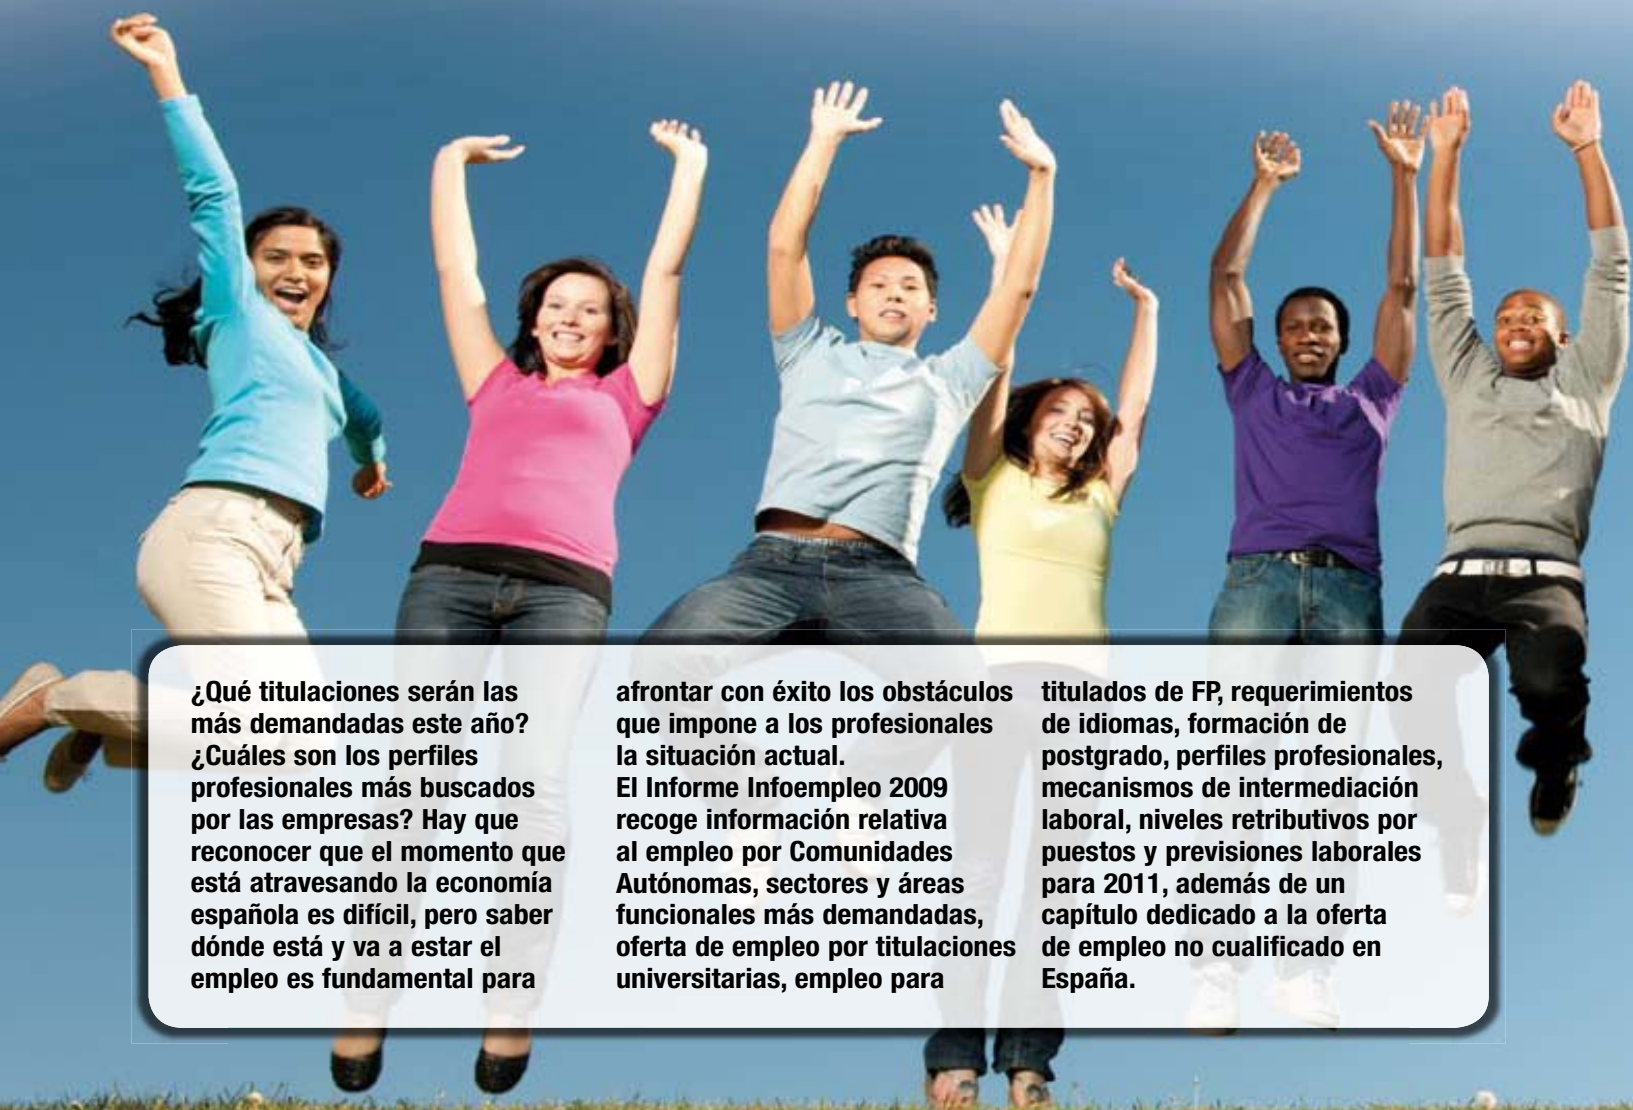 ¿Qué titulaciones serán las
más demandadas este año?
¿Cuáles son los perfiles
profesionales más buscados
por las empresas? Hay que
reconocer que el momento que
está atravesando la economía
española es difícil, pero saber
dónde está y va a estar el
empleo es fundamental para
afrontar con éxito los obstáculos
que impone a los profesionales
la situación actual.
El Informe Infoempleo 2009
recoge información relativa
al empleo por Comunidades
Autónomas, sectores y áreas
funcionales más demandadas,
oferta de empleo por titulaciones
universitarias, empleo para
titulados de FP, requerimientos
de idiomas, formación de
postgrado, perfiles profesionales,
mecanismos de intermediación
laboral, niveles retributivos por
puestos y previsiones laborales
para 2011, además de un
capítulo dedicado a la oferta
de empleo no cualificado en
España.